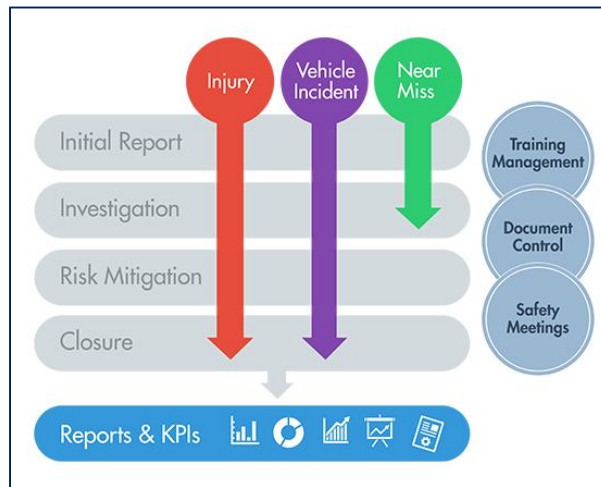 Injury
Vehicle
Incident
Near
Miss
Initial Report
Investigation
Risk Mitigation
Closure
Training
Management
Document
Control
Safety
Meetings
Reports & KPIs